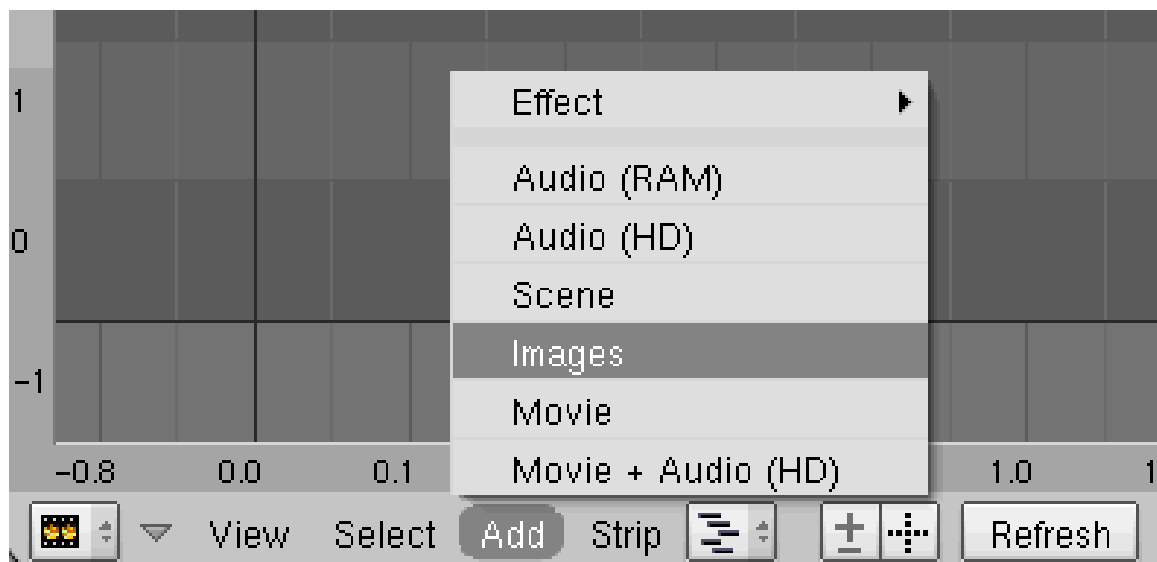 1
Effect
Audio (RAM)
0
Audio (HD)
Scene
Images
-1
Movie
-0.8 0.0 0.1 Movie + Audio (HD) 1.0 1
View Select Add Strip Refresh